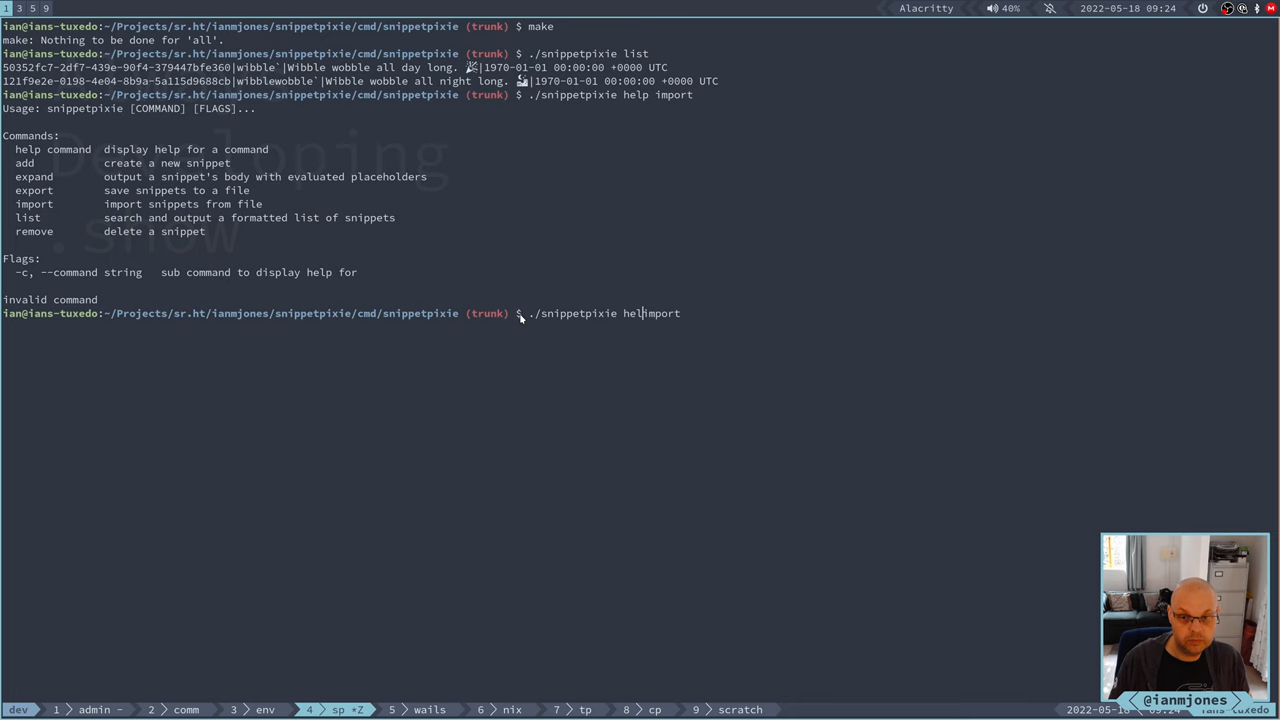 1 3 5 9
Alacritty
40%
2022-05-18 09:24
ian@ians-tuxedo:~/Projects/sr.ht/ianmjones/snippetpixie/cmd/snippetpixie (trunk) $ make
make: Nothing to be done for 'all'.
ian@ians-tuxedo:~/Projects/sr.ht/ianmjones/snippetpixie/cmd/snippetpixie (trunk) $ ./snippetpixie list
50352fc7-2df7-439e-90f4-379447bfe360|wibble`|Wibble wobble all day long. 🎉|1970-01-01 00:00:00 +0000 UTC
121f9e2e-0198-4e04-8b9a-5a115d9688cb|wibblewobble`|Wibble wobble all night long. |1970-01-01 00:00:00 +0000 UTC
ian@ians-tuxedo:~/Projects/sr.ht/ianmjones/snippetpixie/cmd/snippetpixie (trunk) $ ./snippetpixie help import
Usage: snippetpixie [COMMAND] [FLAGS]...
Commands:
help command display help for a command
add create a new snippet
expand output a snippet's body with evaluated placeholders
export save snippets to a file
import import snippets from file
list search and output a formatted list of snippets
remove delete a snippet
Developing
.show
Flags:
-c, --command string sub command to display help for
invalid command
ian@ians-tuxedo:~/Projects/sr.ht/ianmjones/snippetpixie/cmd/snippetpixie (trunk) $ ./snippetpixie helimport
@ianmjones
dev 1 admin - 2 comm 3 env 4 sp *Z 5 wails 6 nix 7 tp 8 cp 9 scratch